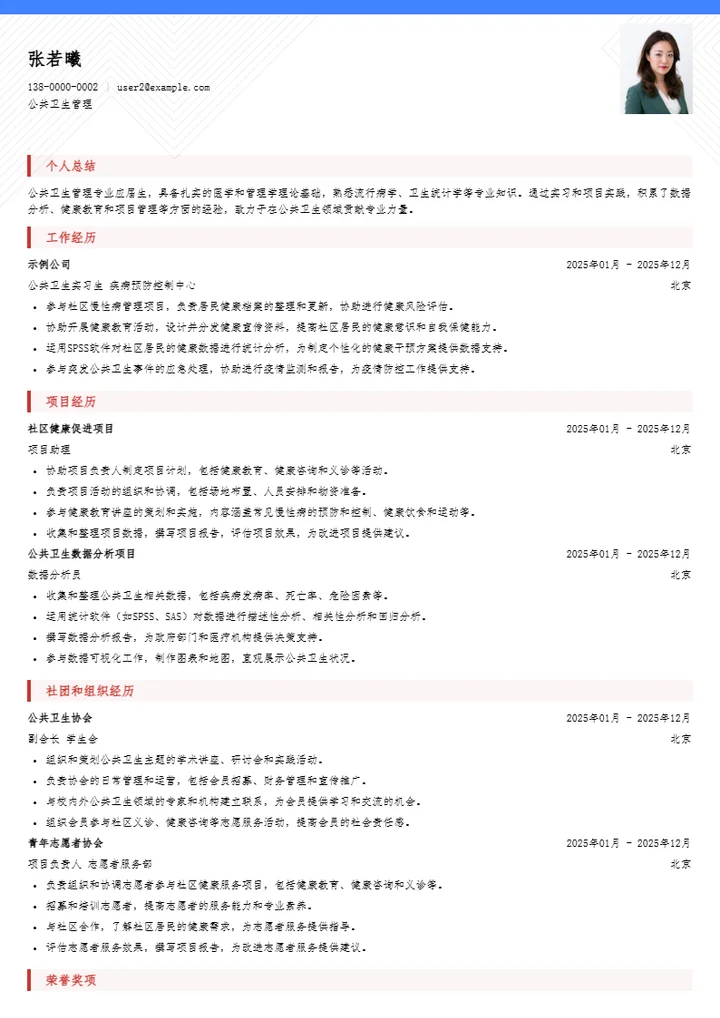 张若曦
138-0000-0002 | user2@example.com
公共卫生管理
个人总结
公共卫生管理专业应届生，具备扎实的医学和管理学理论基础，熟悉流行病学、卫生统计学等专业知识。通过实习和项目实践，积累了数据
分析、健康教育和项目管理等方面的经验，致力于在公共卫生领域贡献专业力量。
工作经历
示例公司 2025年01月 - 2025年12月
公共卫生实习生 疾病预防控制中心 北京
• 参与社区慢性病管理项目，负责居民健康档案的整理和更新，协助进行健康风险评估。
• 协助开展健康教育活动，设计并分发健康宣传资料，提高社区居民的健康意识和自我保健能力。
• 运用SPSS软件对社区居民的健康数据进行统计分析，为制定个性化的健康干预方案提供数据支持。
• 参与突发公共卫生事件的应急处理，协助进行疫情监测和报告，为疫情防控工作提供支持。
项目经历
社区健康促进项目 2025年01月 - 2025年12月
项目助理 北京
• 协助项目负责人制定项目计划，包括健康教育、健康咨询和义诊等活动。
• 负责项目活动的组织和协调，包括场地布置、人员安排和物资准备。
• 参与健康教育讲座的策划和实施，内容涵盖常见慢性病的预防和控制、健康饮食和运动等。
• 收集和整理项目数据，撰写项目报告，评估项目效果，为改进项目提供建议。
公共卫生数据分析项目 2025年01月 - 2025年12月
数据分析员 北京
• 收集和整理公共卫生相关数据，包括疾病发病率、死亡率、危险因素等。
• 运用统计软件（如SPSS、SAS）对数据进行描述性分析、相关性分析和回归分析。
• 撰写数据分析报告，为政府部门和医疗机构提供决策支持。
• 参与数据可视化工作，制作图表和地图，直观展示公共卫生状况。
社团和组织经历
公共卫生协会 2025年01月 - 2025年12月
副会长 学生会 北京
• 组织和策划公共卫生主题的学术讲座、研讨会和实践活动。
• 负责协会的日常管理和运营，包括会员招募、财务管理和宣传推广。
• 与校内外公共卫生领域的专家和机构建立联系，为会员提供学习和交流的机会。
• 组织会员参与社区义诊、健康咨询等志愿服务活动，提高会员的社会责任感。
青年志愿者协会 2025年01月 - 2025年12月
项目负责人 志愿者服务部 北京
• 负责组织和协调志愿者参与社区健康服务项目，包括健康教育、健康咨询和义诊等。
• 招募和培训志愿者，提高志愿者的服务能力和专业素养。
• 与社区合作，了解社区居民的健康需求，为志愿者服务提供指导。
• 评估志愿者服务效果，撰写项目报告，为改进志愿者服务提供建议。
荣誉奖项